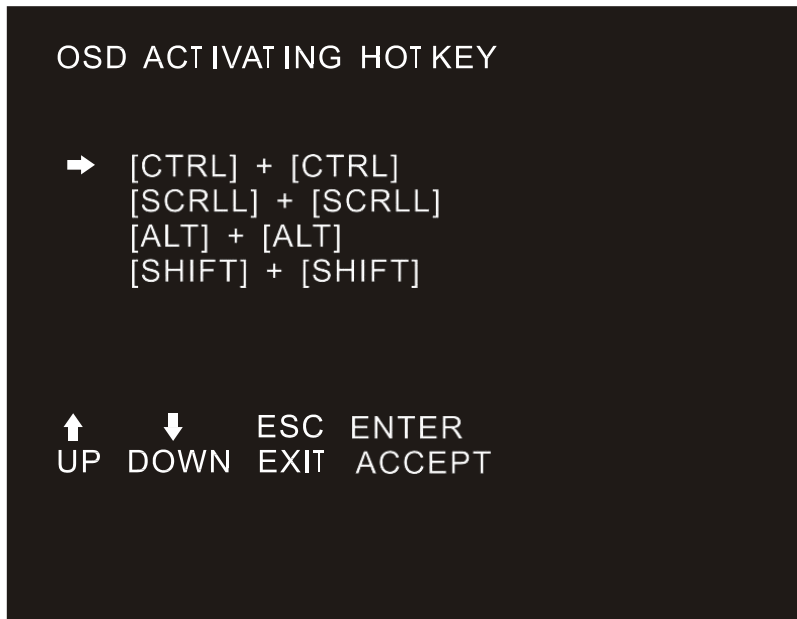 OSD ACTIVATING HOTKEY
➡ [CTRL] + [CTRL]
[SCRLL] + [SCRLL]
[ALT] + [ALT]
[SHIFT] + [SHIFT]
⬆ ⬇ ESC ENTER
UP DOWN EXIT ACCEPT